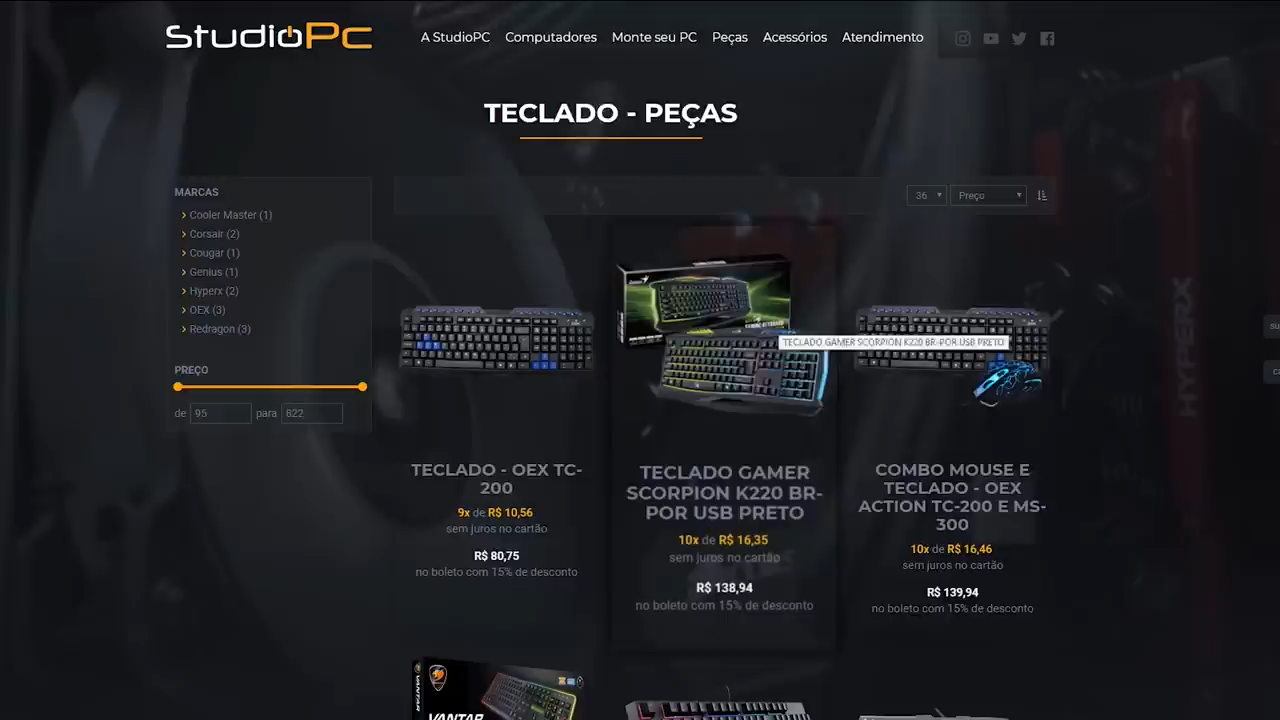 StudioPc
A StudioPC Computadores Monte seu PC Peças Acessórios Atendimento
TECLADO - PEÇAS
MARCAS
Cooler Master (1)
Corsair (2)
Cougar (1)
Genius (1)
Hyperx (2)
OEX (3)
Redragon (3)
PREÇO
de 95 para 822
36 Preço
TECLADO GAMER SCORPION K220 BR-POR USB PRETO
TECLADO - OEX TC-
200
9x de R$ 10,56
sem juros no cartão
R$ 80,75
no boleto com 15% de desconto
TECLADO GAMER
SCORPION K220 BR-
POR USB PRETO
10x de R$ 16,35
sem juros no cartão
R$ 138,94
no boleto com 15% de desconto
COMBO MOUSE E
TECLADO - OEX
ACTION TC-200 E MS-
300
10x de R$ 16,46
sem juros no cartão
R$ 139,94
no boleto com 15% de desconto
HYPERX
VANTAR
VANTAR